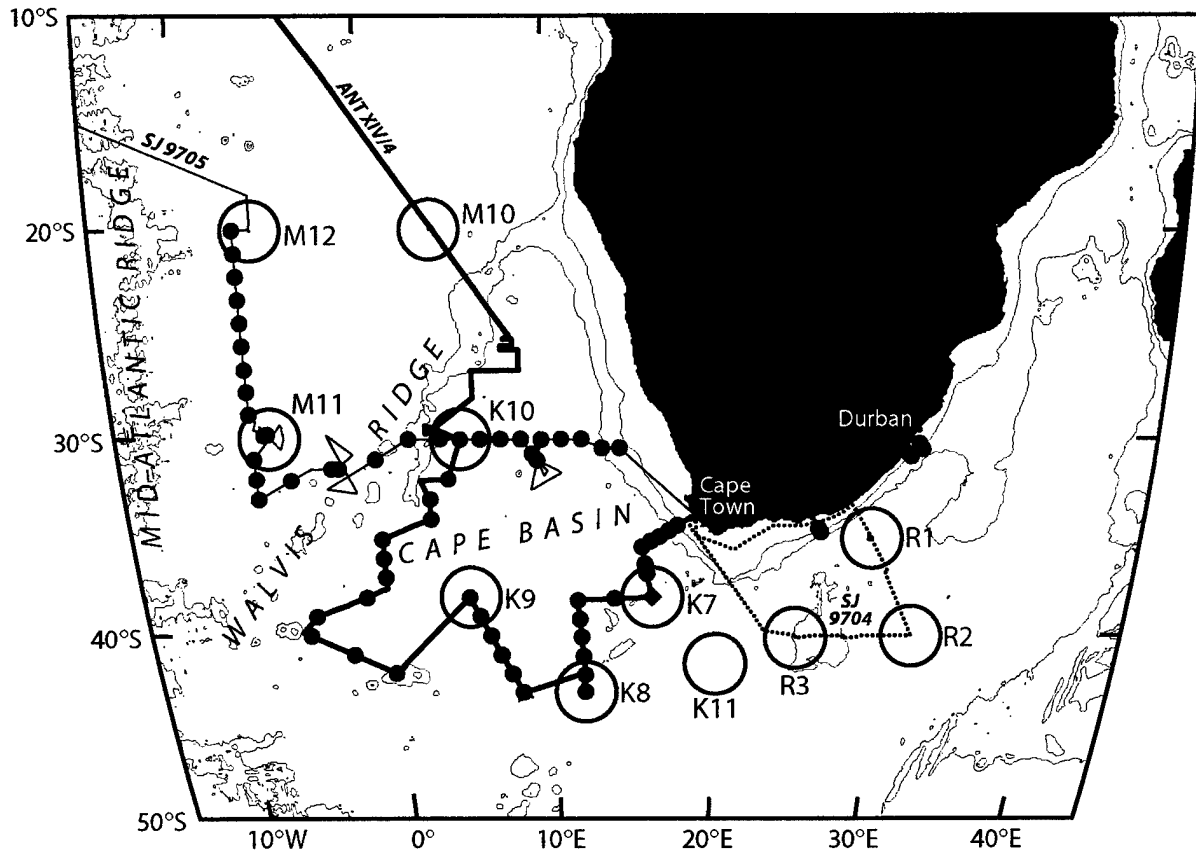 10°S
ANT XIV/4
SJ 9705
MID-ATLANTIC RIDGE
20°S
M12
M10
WALVIS RIDGE
M11
K10
Durban
30°S
Cape
Town
CAPE BASIN
R1
K9
K7
SJ
9704
40°S
R2
K8
K11
R3
50°S
10°W
0°
10°E
20°E
30°E
40°E